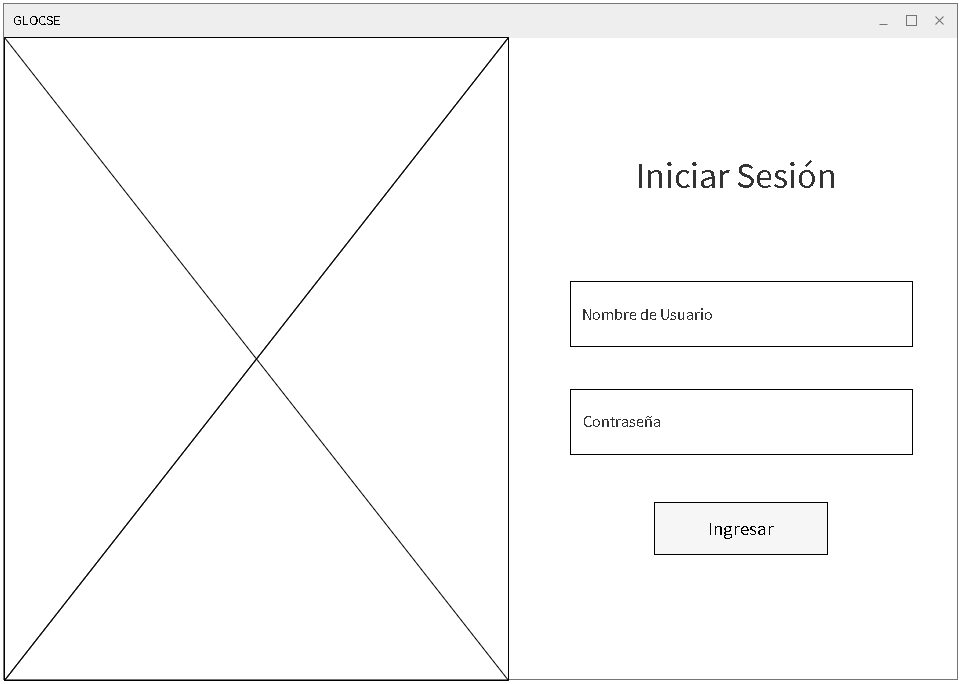 GLOCSE
Iniciar Sesión
Nombre de Usuario
Contraseña
Ingresar